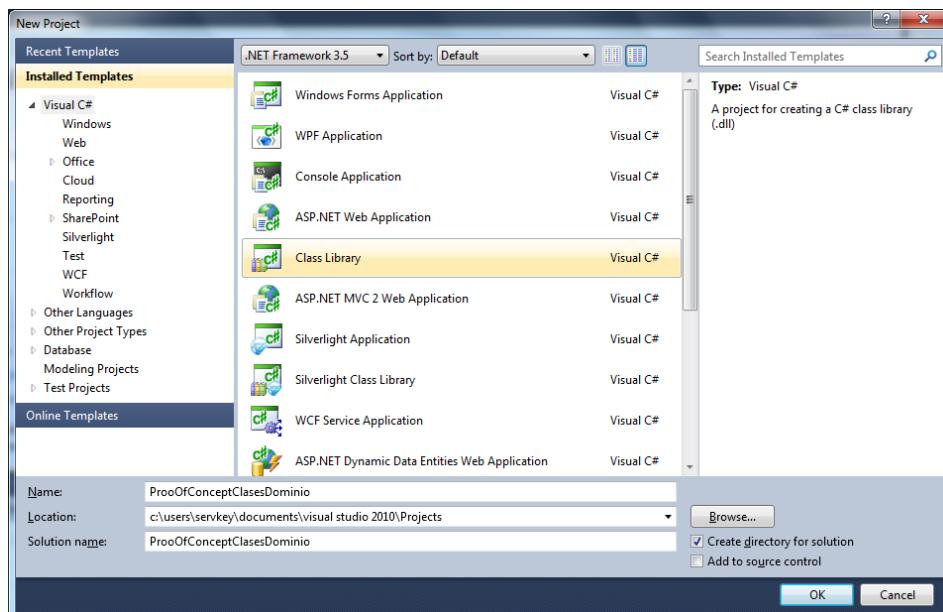 New Project
Recent Templates
Installed Templates
Visual C#
Windows
Web
Office
Cloud
Reporting
SharePoint
Silverlight
Test
WCF
Workflow
Other Languages
Other Project Types
Database
Modeling Projects
Test Projects
Online Templates
.NET Framework 3.5 Sort by: Default
Windows Forms Application Visual C#
WPF Application Visual C#
Console Application Visual C#
ASP.NET Web Application Visual C#
Class Library Visual C#
ASP.NET MVC 2 Web Application Visual C#
Silverlight Application Visual C#
Silverlight Class Library Visual C#
WCF Service Application Visual C#
ASP.NET Dynamic Data Entities Web Application Visual C#
Search Installed Templates
Type: Visual C#
A project for creating a C# class library
(.dll)
Name: ProoOfConceptClasesDominio
Location: c:\users\servkey\documents\visual studio 2010\Projects Browse...
Solution name: ProoOfConceptClasesDominio
Create directory for solution
Add to source control
OK Cancel